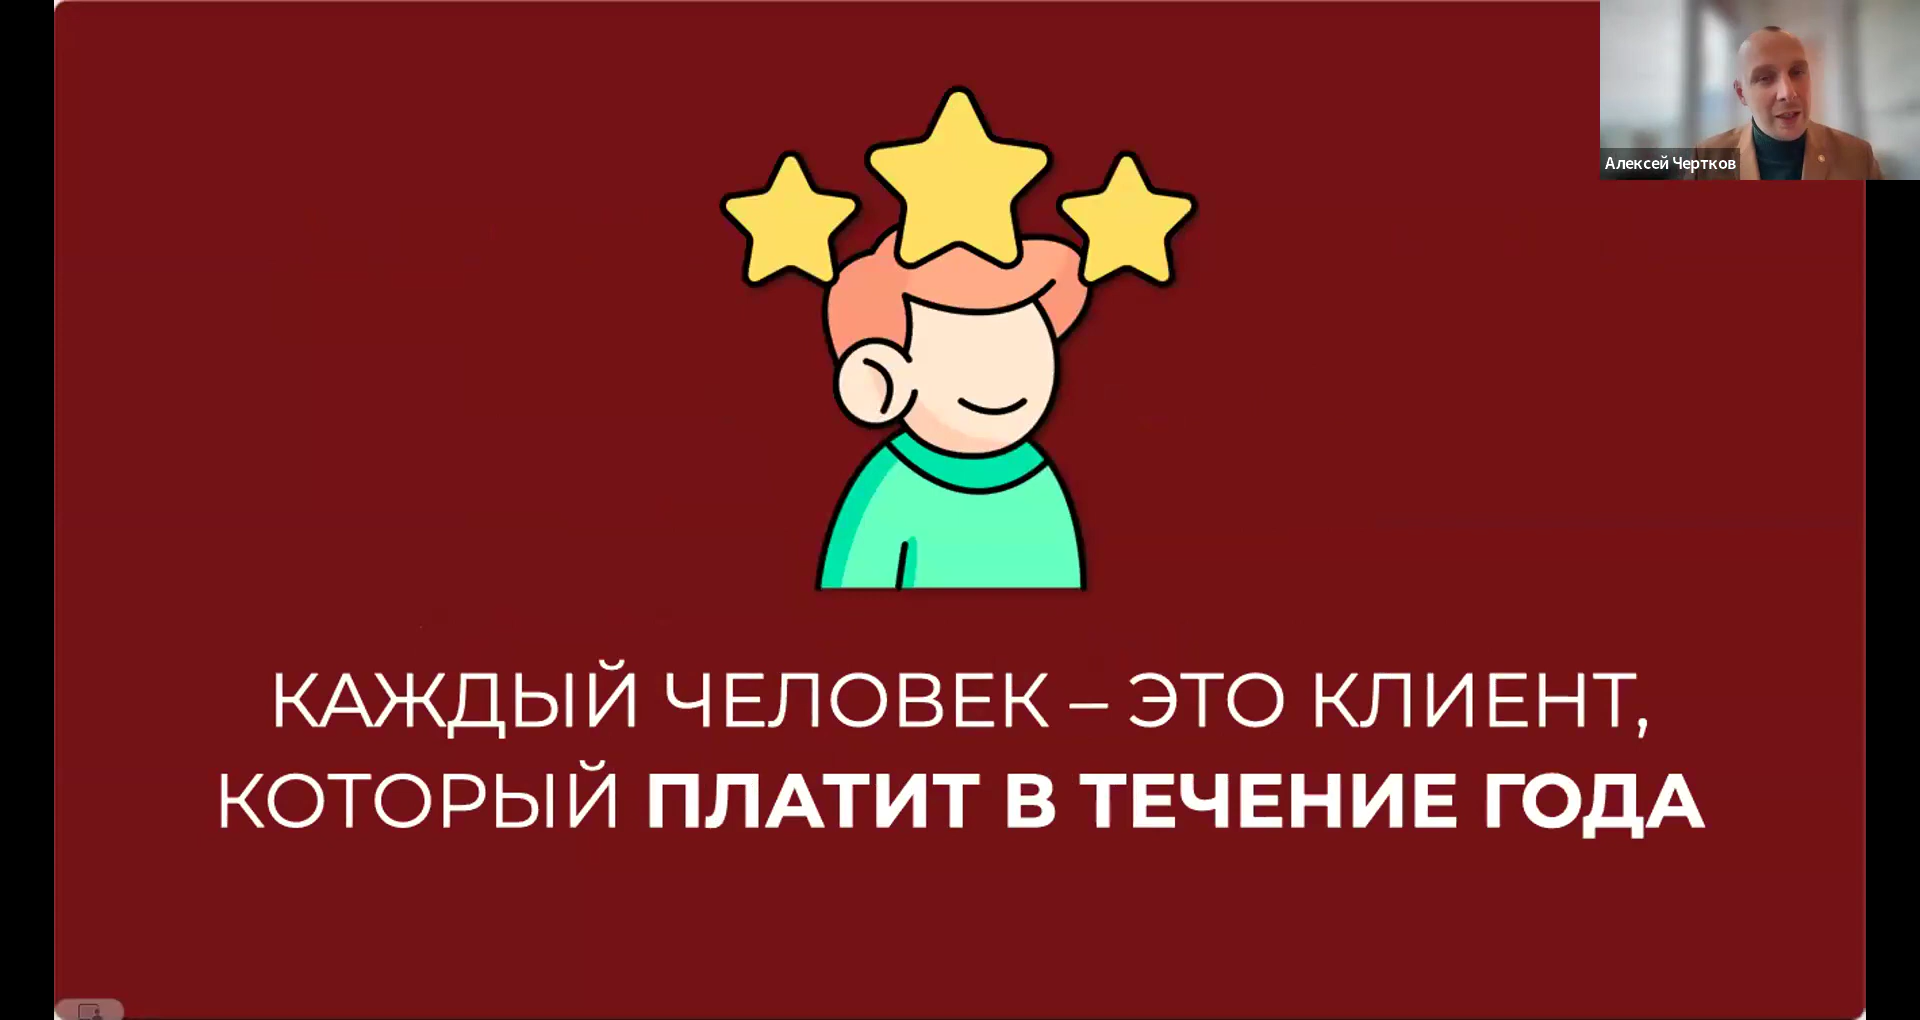 Алексей Чертков
КАЖДЫЙ ЧЕЛОВЕК – ЭТО КЛИЕНТ,
КОТОРЫЙ ПЛАТИТ В ТЕЧЕНИЕ ГОДА